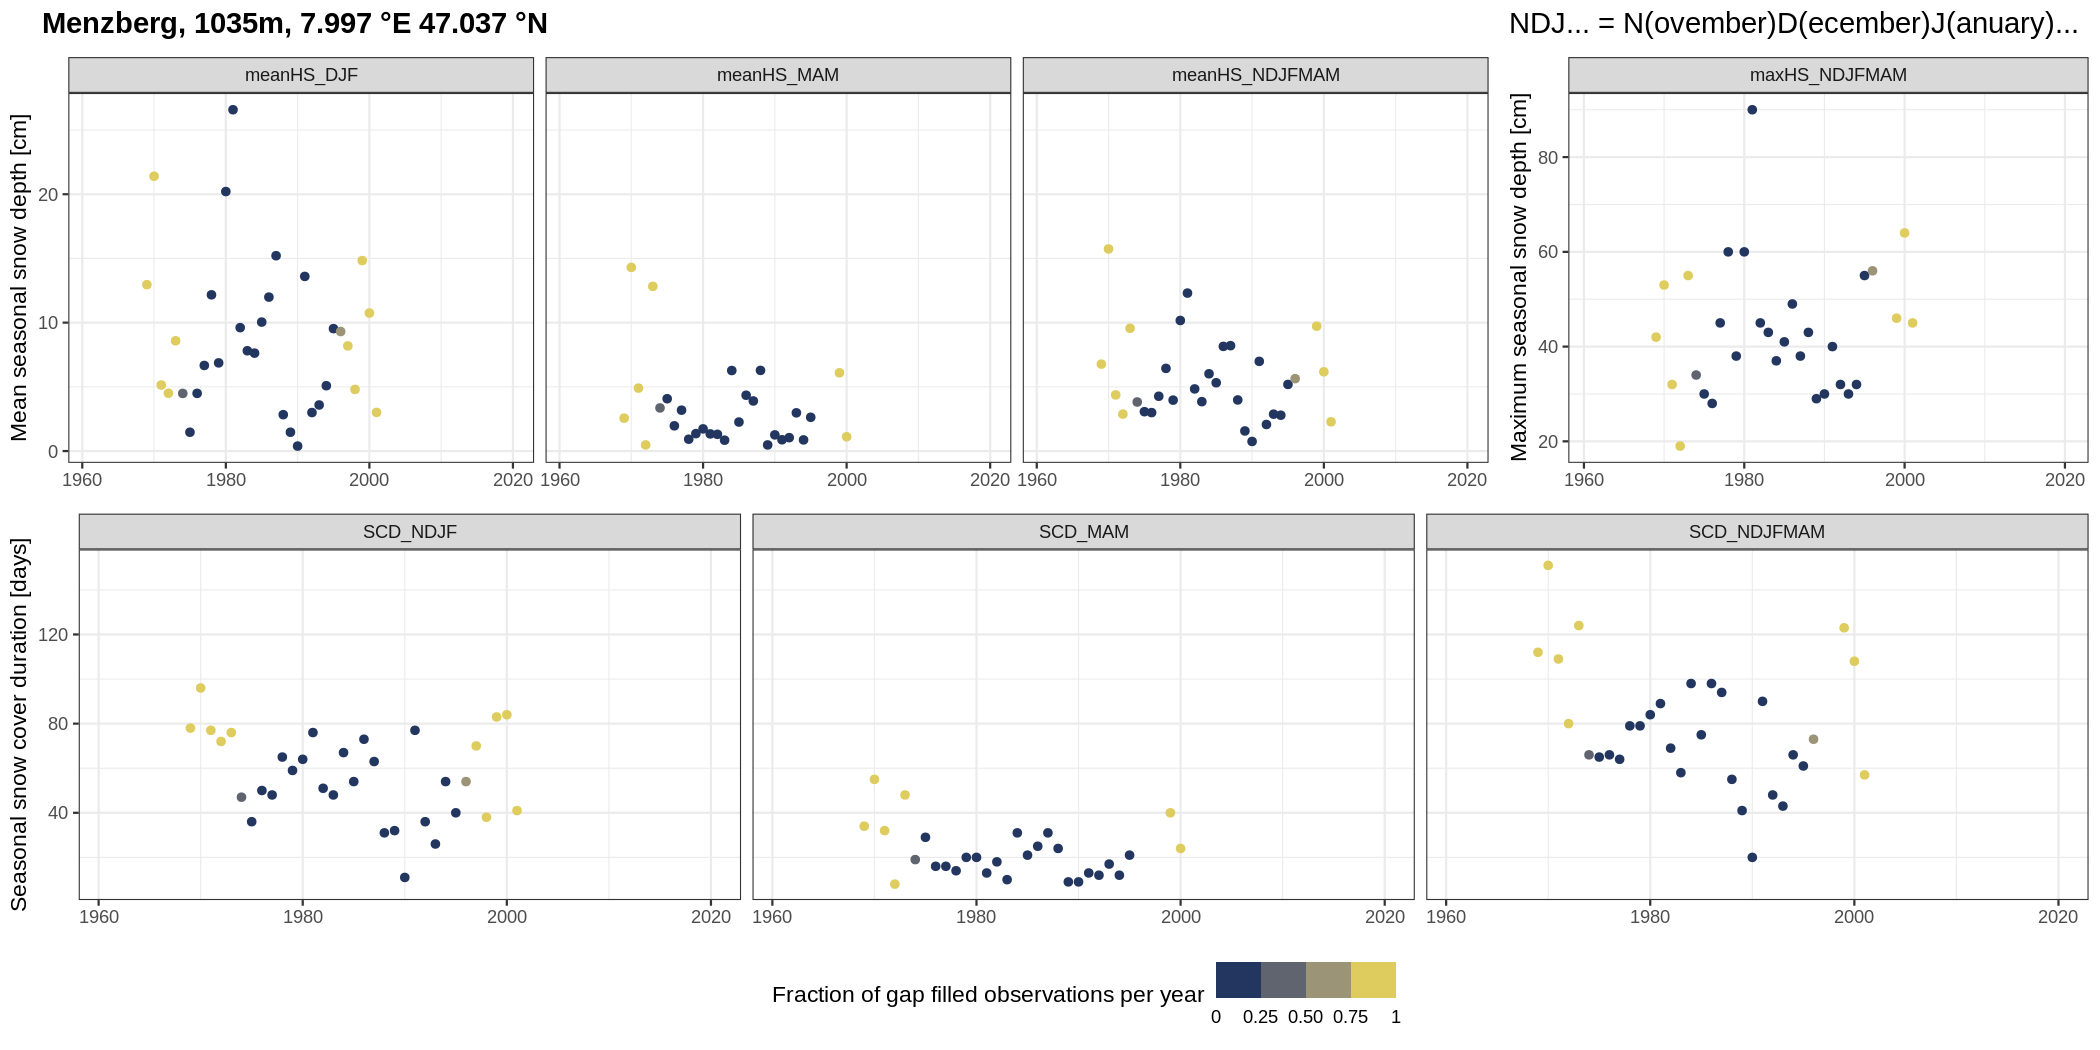 Menzberg, 1035m, 7.997 °E 47.037 °N
NDJ... = N(ovember)D(ecember)J(anuary)...
meanHS_DJF
meanHS_MAM
meanHS_NDJFMAM
maxHS_NDJFMAM
Mean seasonal snow depth [cm]
20
10
0
1960 1980 2000 2020
1960 1980 2000 2020
1960 1980 2000 2020
Maximum seasonal snow depth [cm]
80
60
40
20
1960 1980 2000 2020
SCD_NDJF
SCD_MAM
SCD_NDJFMAM
Seasonal snow cover duration [days]
120
80
40
1960 1980 2000 2020
1960 1980 2000 2020
1960 1980 2000 2020
Fraction of gap filled observations per year
0 0.25 0.50 0.75 1